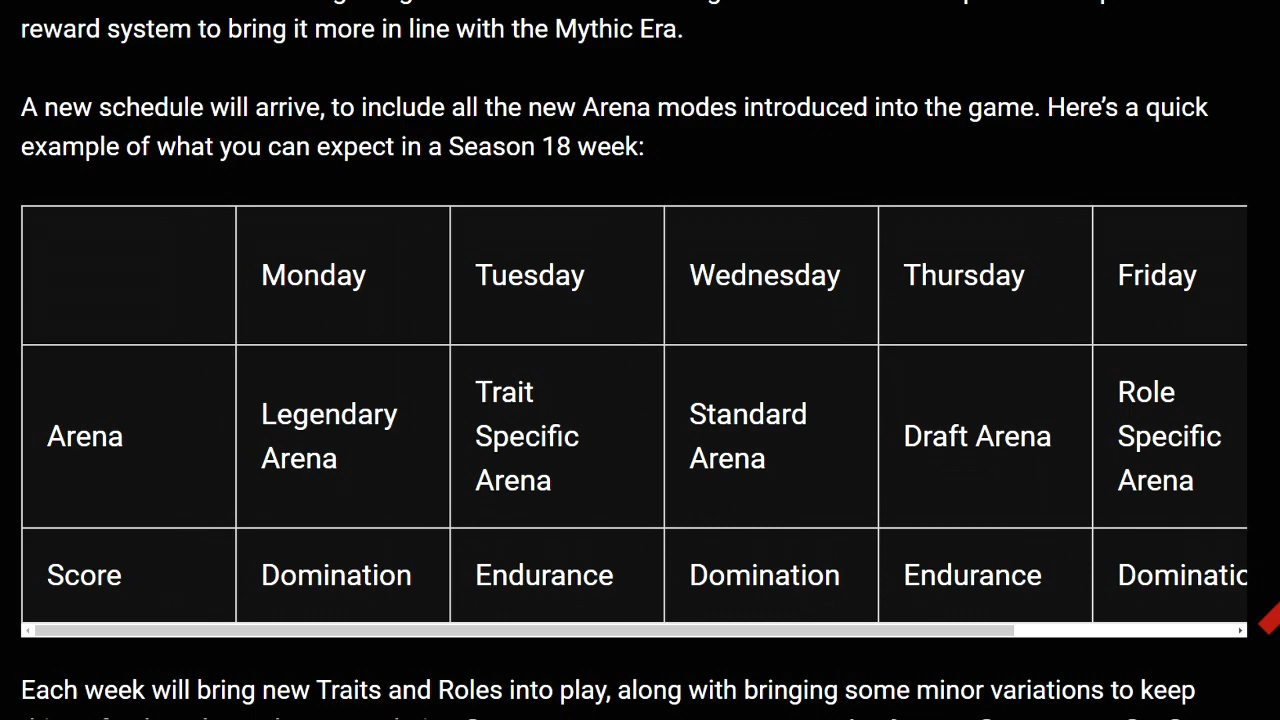 reward system to bring it more in line with the Mythic Era.
A new schedule will arrive, to include all the new Arena modes introduced into the game. Here’s a quick
example of what you can expect in a Season 18 week:
Monday Tuesday Wednesday Thursday Friday
Arena Legendary Arena Trait Specific Arena Standard Arena Draft Arena Role Specific Arena
Score Domination Endurance Domination Endurance Dominatio
Each week will bring new Traits and Roles into play, along with bringing some minor variations to keep